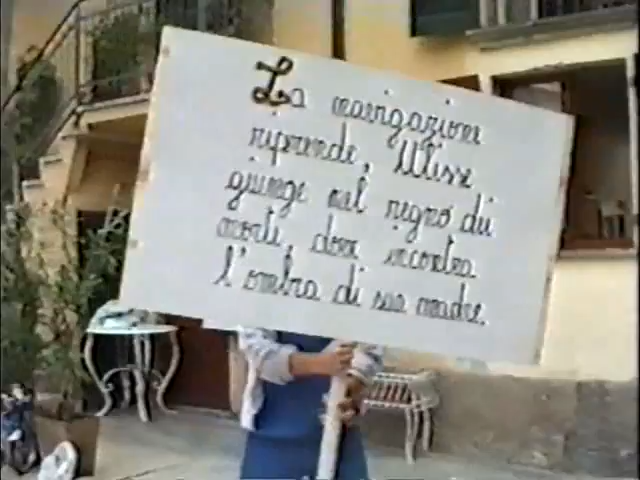 La navigazione
riprende, Ulisse
giunge nel regno dei
morti, dove incontra
l'ombra di sua madre.